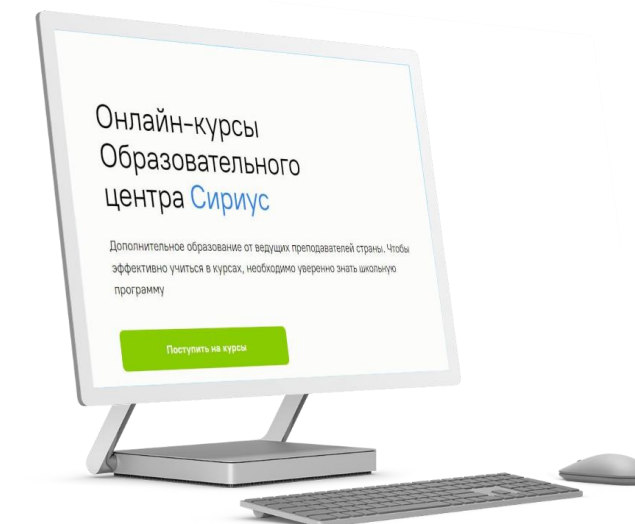 Онлайн-курсы
Образовательного
центра Сириус
Дополнительное образование от ведущих преподавателей страны. Чтобы
эффективно учиться в курсах, необходимо уверенно знать школьную
программу
Поступить на курсы